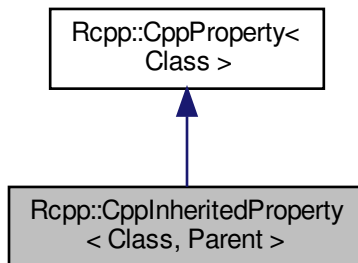 Rcpp::CppProperty<
Class >
Rcpp::CppInheritedProperty
< Class, Parent >